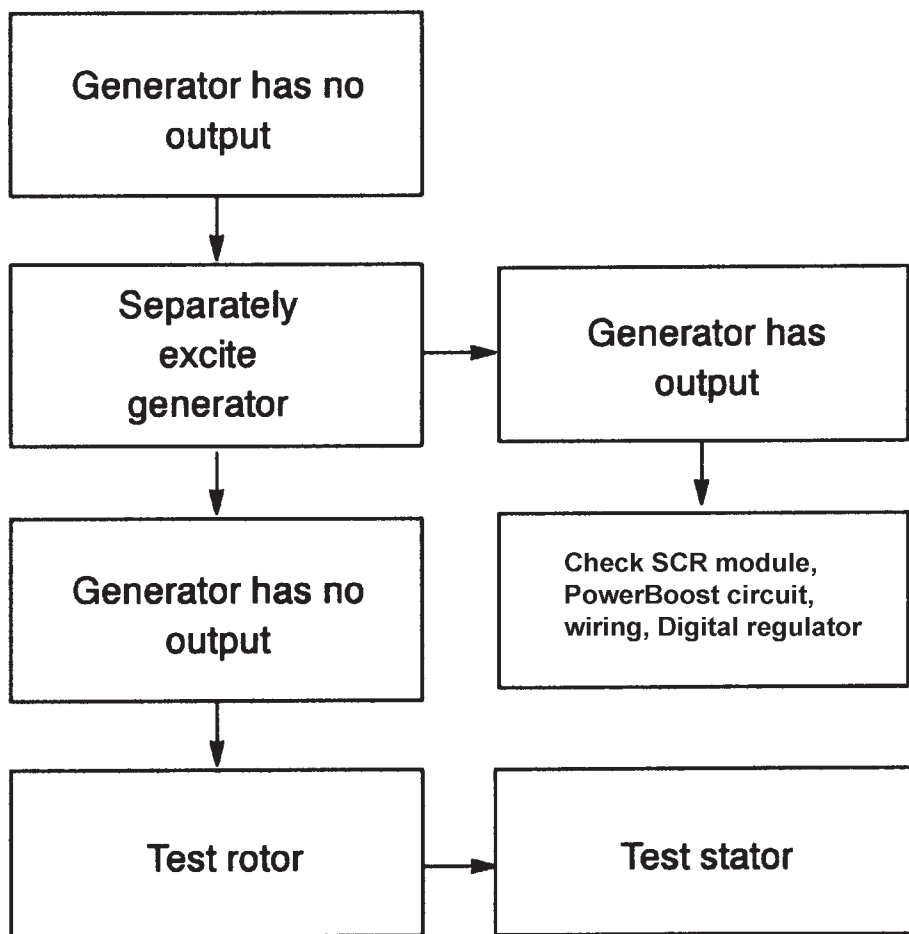 Generator has no
output
Separately
excite
generator
Generator has
output
Generator has no
output
Check SCR module,
PowerBoost circuit,
wiring, Digital regulator
Test rotor
Test stator